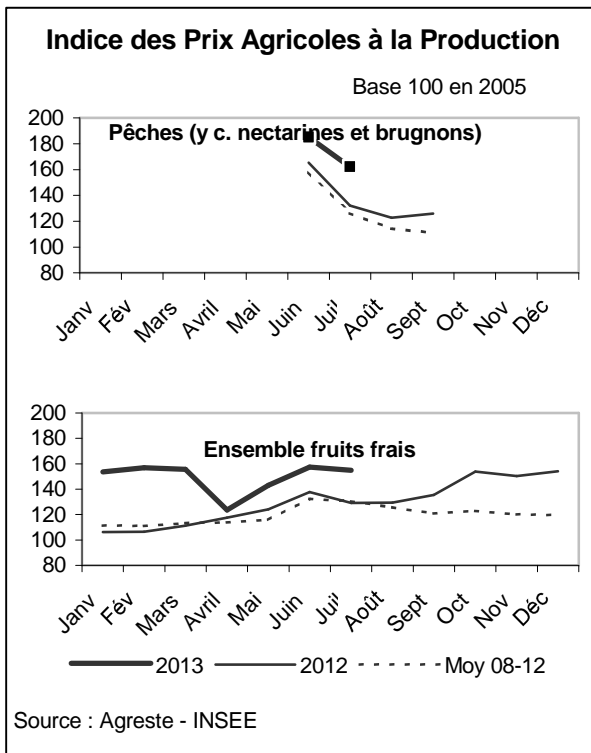 Indice des Prix Agricoles à la Production
Base 100 en 2005
Pêches (y c. nectarines et brugnons)
200
180
160
140
120
100
80
Janv Fév Mars Avril Mai Juin Juil Août Sept Oct Nov Déc
Ensemble fruits frais
200
180
160
140
120
100
80
Janv Fév Mars Avril Mai Juin Juil Août Sept Oct Nov Déc
2013 2012 Moy 08-12
Source : Agreste - INSEE